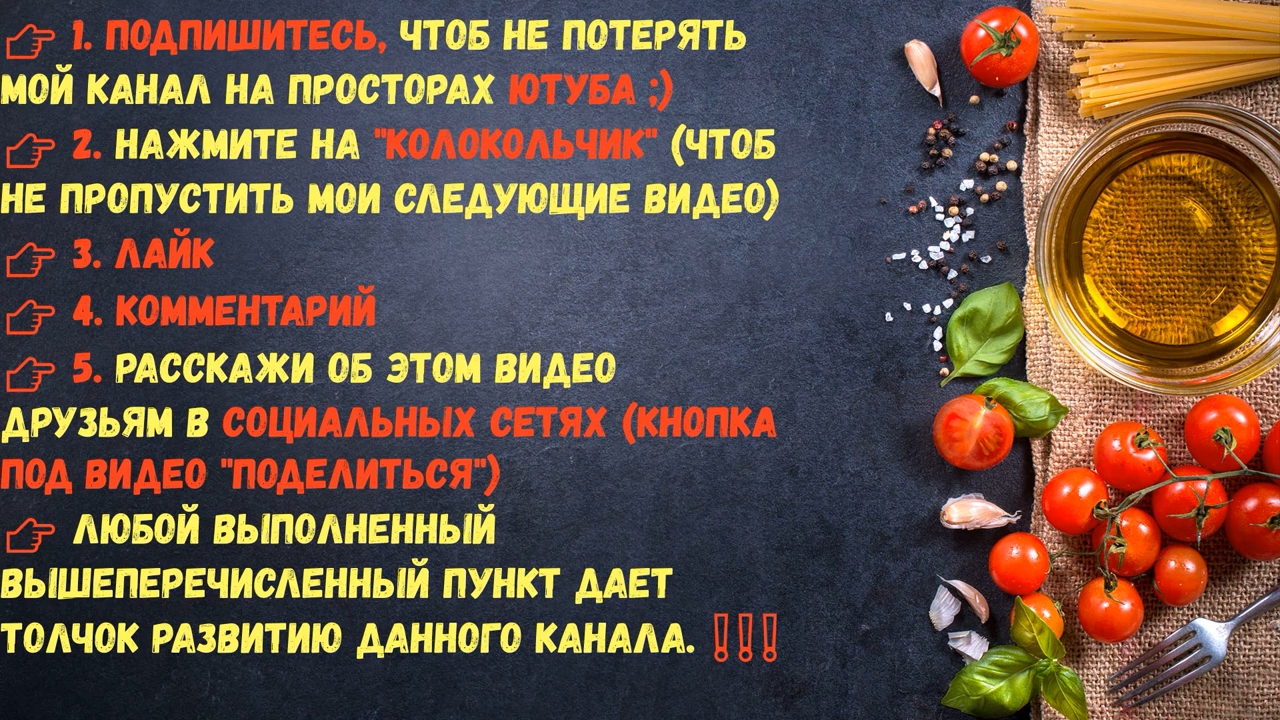 👉 1. ПОДПИШИТЕСЬ, ЧТОБ НЕ ПОТЕРЯТЬ
МОЙ КАНАЛ НА ПРОСТОРАХ ЮТУБА ;)
👉 2. НАЖМИТЕ НА "КОЛОКОЛЬЧИК" (ЧТОБ
НЕ ПРОПУСТИТЬ МОИ СЛЕДУЮЩИЕ ВИДЕО)
👉 3. ЛАЙК
👉 4. КОММЕНТАРИЙ
👉 5. РАССКАЖИ ОБ ЭТОМ ВИДЕО
ДРУЗЬЯМ В СОЦИАЛЬНЫХ СЕТЯХ (КНОПКА
ПОД ВИДЕО "ПОДЕЛИТЬСЯ")
👉 ЛЮБОЙ ВЫПОЛНЕННЫЙ
ВЫШЕПЕРЕЧИСЛЕННЫЙ ПУНКТ ДАЕТ
ТОЛЧОК РАЗВИТИЮ ДАННОГО КАНАЛА. !!!